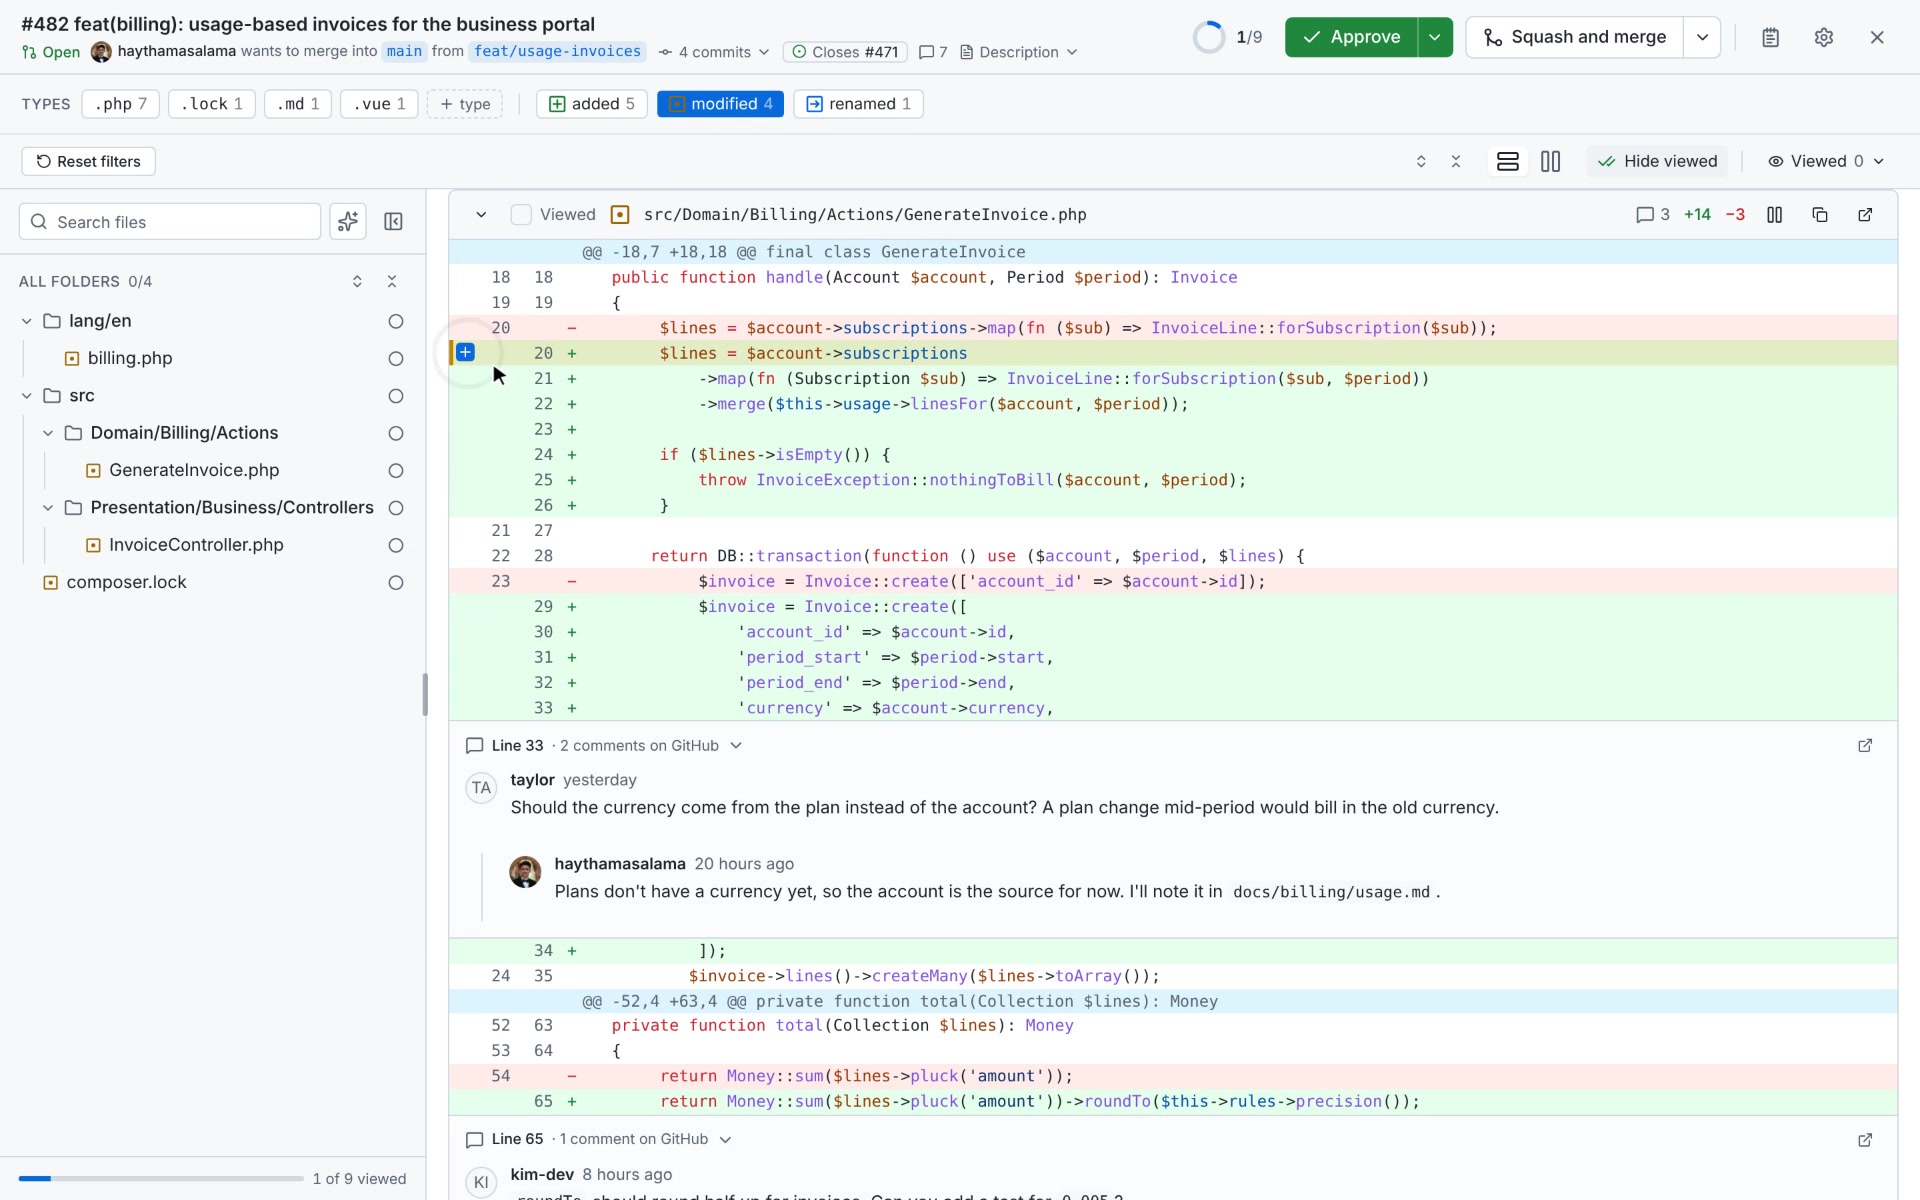 #482 feat(billing): usage-based invoices for the business portal
Open haythamasalama wants to merge into main from feat/usage-invoices 4 commits Closes #471 7 Description
1/9 Approve Squash and merge
TYPES .php 7 .lock 1 .md 1 .vue 1 + type added 5 modified 4 renamed 1
Reset filters Hide viewed Viewed 0
Search files
ALL FOLDERS 0/4
lang/en
billing.php
src
Domain/Billing/Actions
GenerateInvoice.php
Presentation/Business/Controllers
InvoiceController.php
composer.lock
1 of 9 viewed
Viewed src/Domain/Billing/Actions/GenerateInvoice.php 3 +14 −3
@@ -18,7 +18,18 @@ final class GenerateInvoice
18 18 public function handle(Account $account, Period $period): Invoice
19 19 {
20 − $lines = $account->subscriptions->map(fn ($sub) => InvoiceLine::forSubscription($sub));
20 + $lines = $account->subscriptions
21 + ->map(fn (Subscription $sub) => InvoiceLine::forSubscription($sub, $period))
22 + ->merge($this->usage->linesFor($account, $period));
23 +
24 + if ($lines->isEmpty()) {
25 + throw InvoiceException::nothingToBill($account, $period);
26 + }
21 27
22 28 return DB::transaction(function () use ($account, $period, $lines) {
23 − $invoice = Invoice::create(['account_id' => $account->id]);
29 + $invoice = Invoice::create([
30 + 'account_id' => $account->id,
31 + 'period_start' => $period->start,
32 + 'period_end' => $period->end,
33 + 'currency' => $account->currency,
Line 33 · 2 comments on GitHub
TA taylor yesterday
Should the currency come from the plan instead of the account? A plan change mid-period would bill in the old currency.
haythamasalama 20 hours ago
Plans don't have a currency yet, so the account is the source for now. I'll note it in docs/billing/usage.md .
34 + ]);
24 35 $invoice->lines()->createMany($lines->toArray());
@@ -52,4 +63,4 @@ private function total(Collection $lines): Money
52 63 private function total(Collection $lines): Money
53 64 {
54 − return Money::sum($lines->pluck('amount'));
65 + return Money::sum($lines->pluck('amount'))->roundTo($this->rules->precision());
Line 65 · 1 comment on GitHub
KI kim-dev 8 hours ago
roundTo should round half up for invoices. Can you add a test for 0.005?